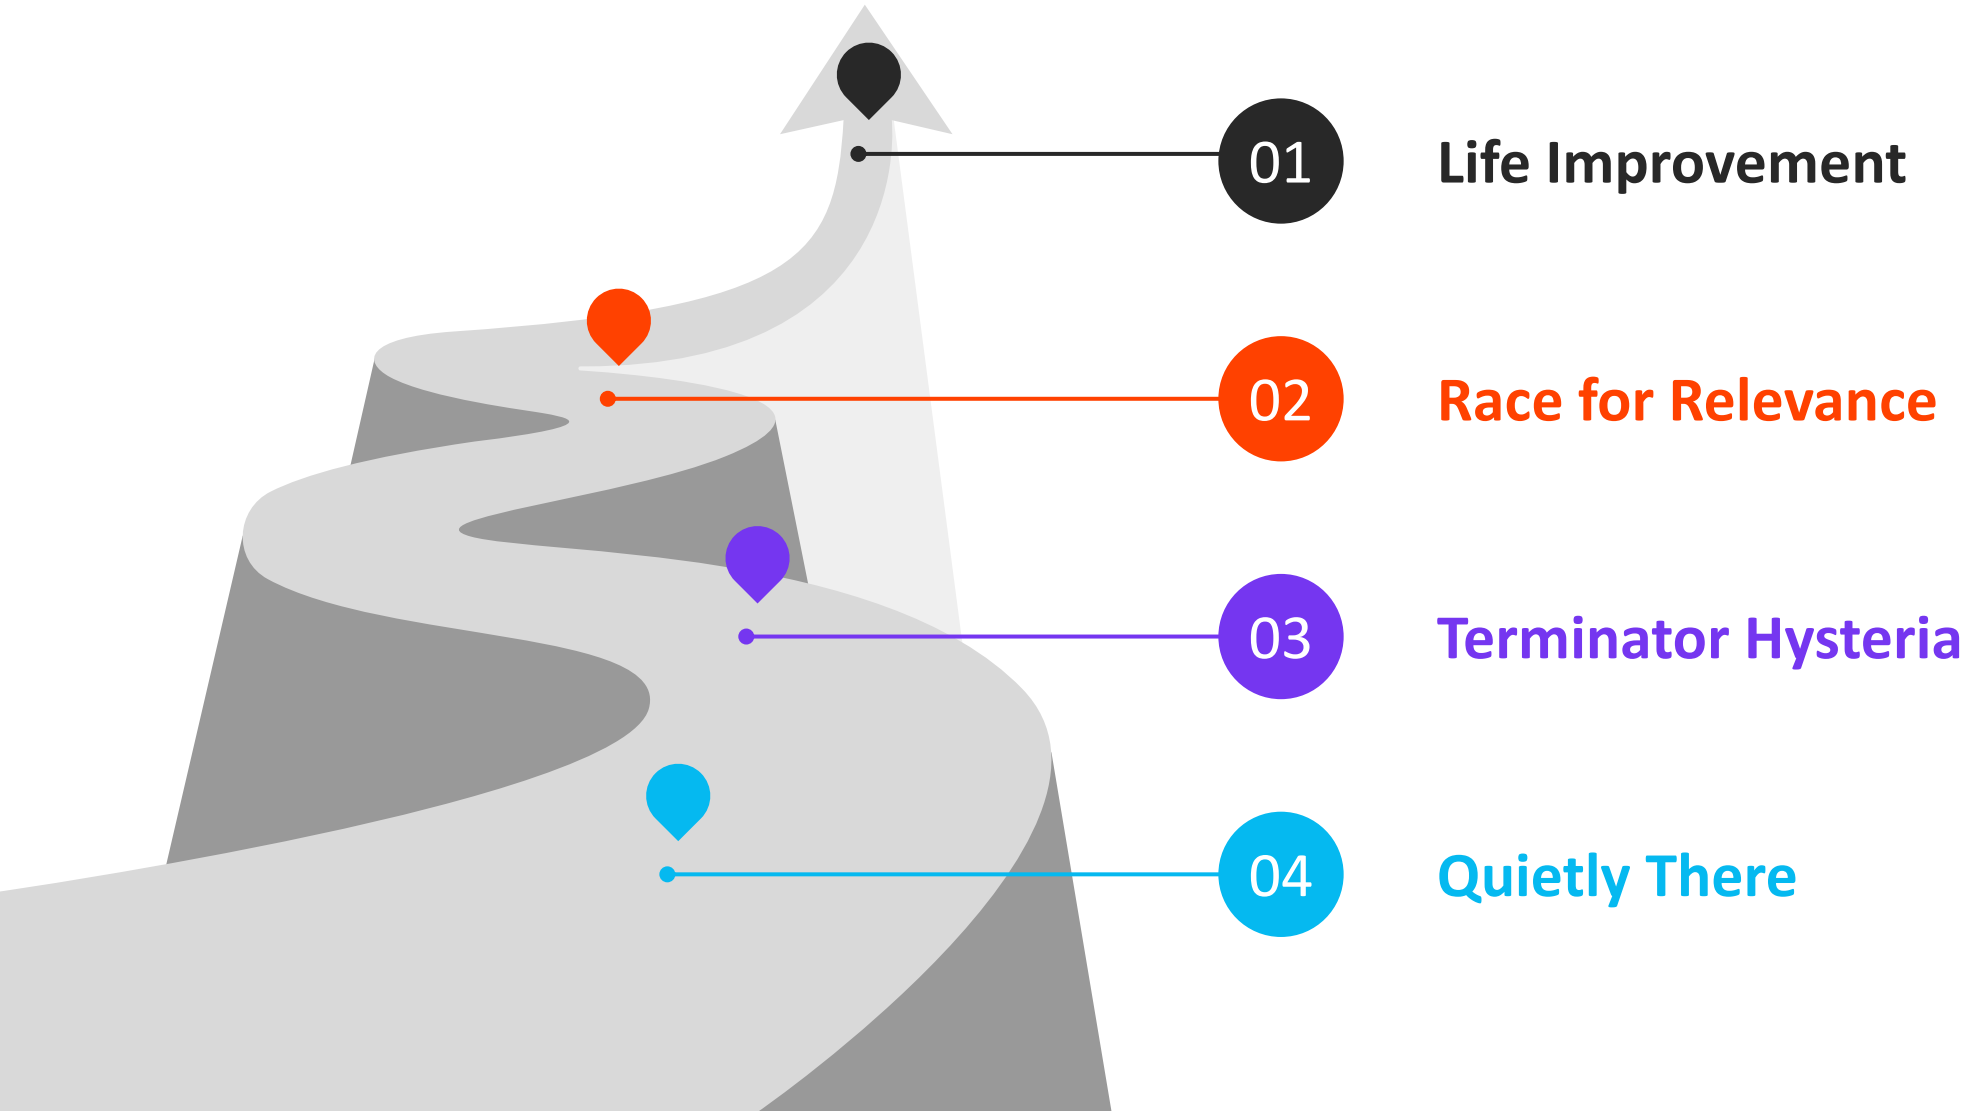 01 Life Improvement
02 Race for Relevance
03 Terminator Hysteria
04 Quietly There